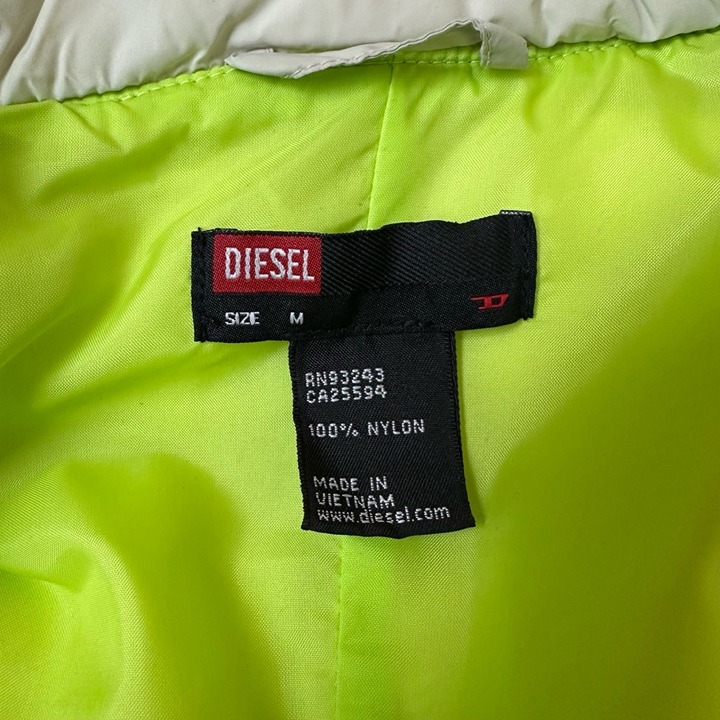 DIESEL
SIZE M
RN93243
CA25594
100% NYLON
MADE IN
VIETNAM
www.diesel.com